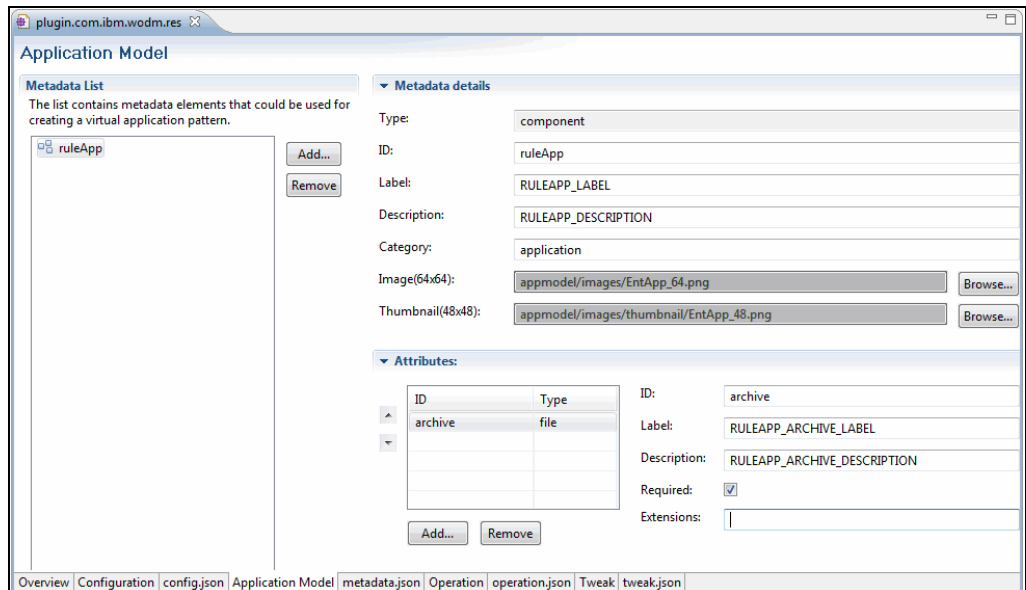 plugin.com.ibm.wodm.res
Application Model
Metadata List
The list contains metadata elements that could be used for
creating a virtual application pattern.
ruleApp
Add...
Remove
Metadata details
Type: component
ID: ruleApp
Label: RULEAPP_LABEL
Description: RULEAPP_DESCRIPTION
Category: application
Image(64x64): appmodel/images/EntApp_64.png Browse...
Thumbnail(48x48): appmodel/images/thumbnail/EntApp_48.png Browse...
Attributes:
ID Type
archive file
Add... Remove
ID: archive
Label: RULEAPP_ARCHIVE_LABEL
Description: RULEAPP_ARCHIVE_DESCRIPTION
Required:
Extensions:
Overview Configuration config.json Application Model metadata.json Operation operation.json Tweak tweak.json